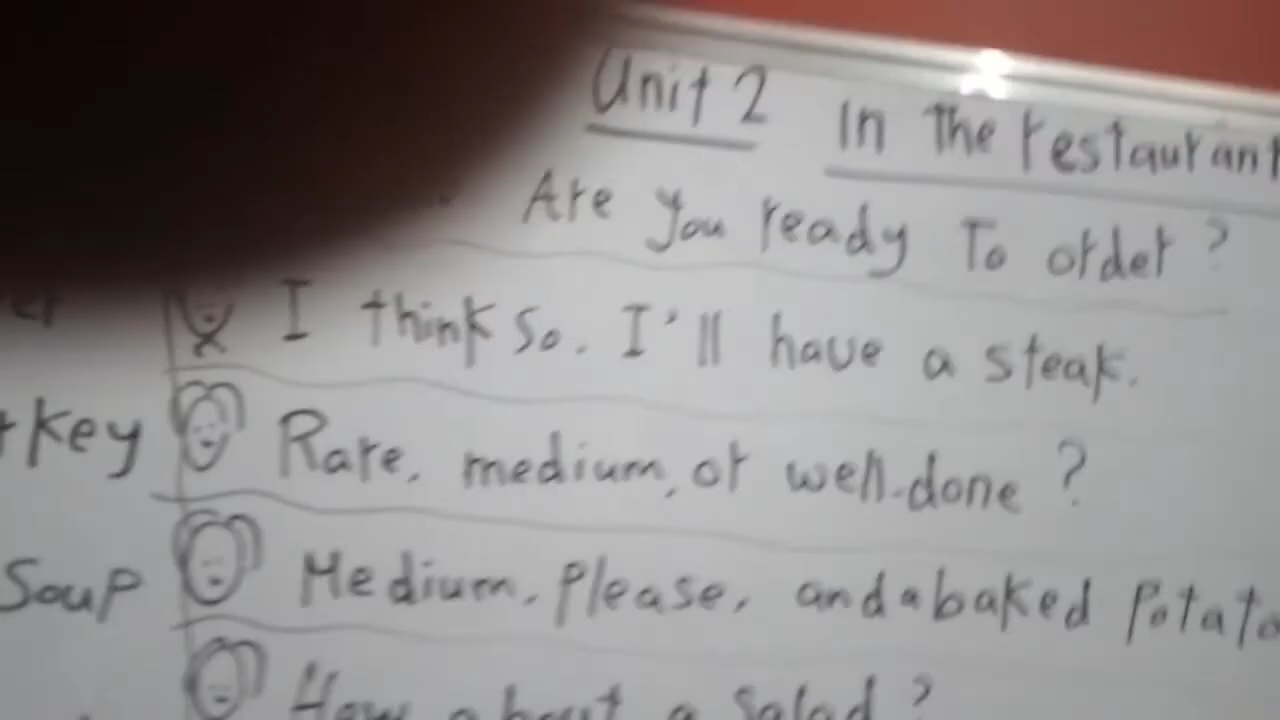 Unit 2 In the restaurant
Are you ready To order?
I think so. I'll have a steak.
key Rare, medium, or well-done?
Soup Medium, Please, and a baked Potato
How about a Salad?